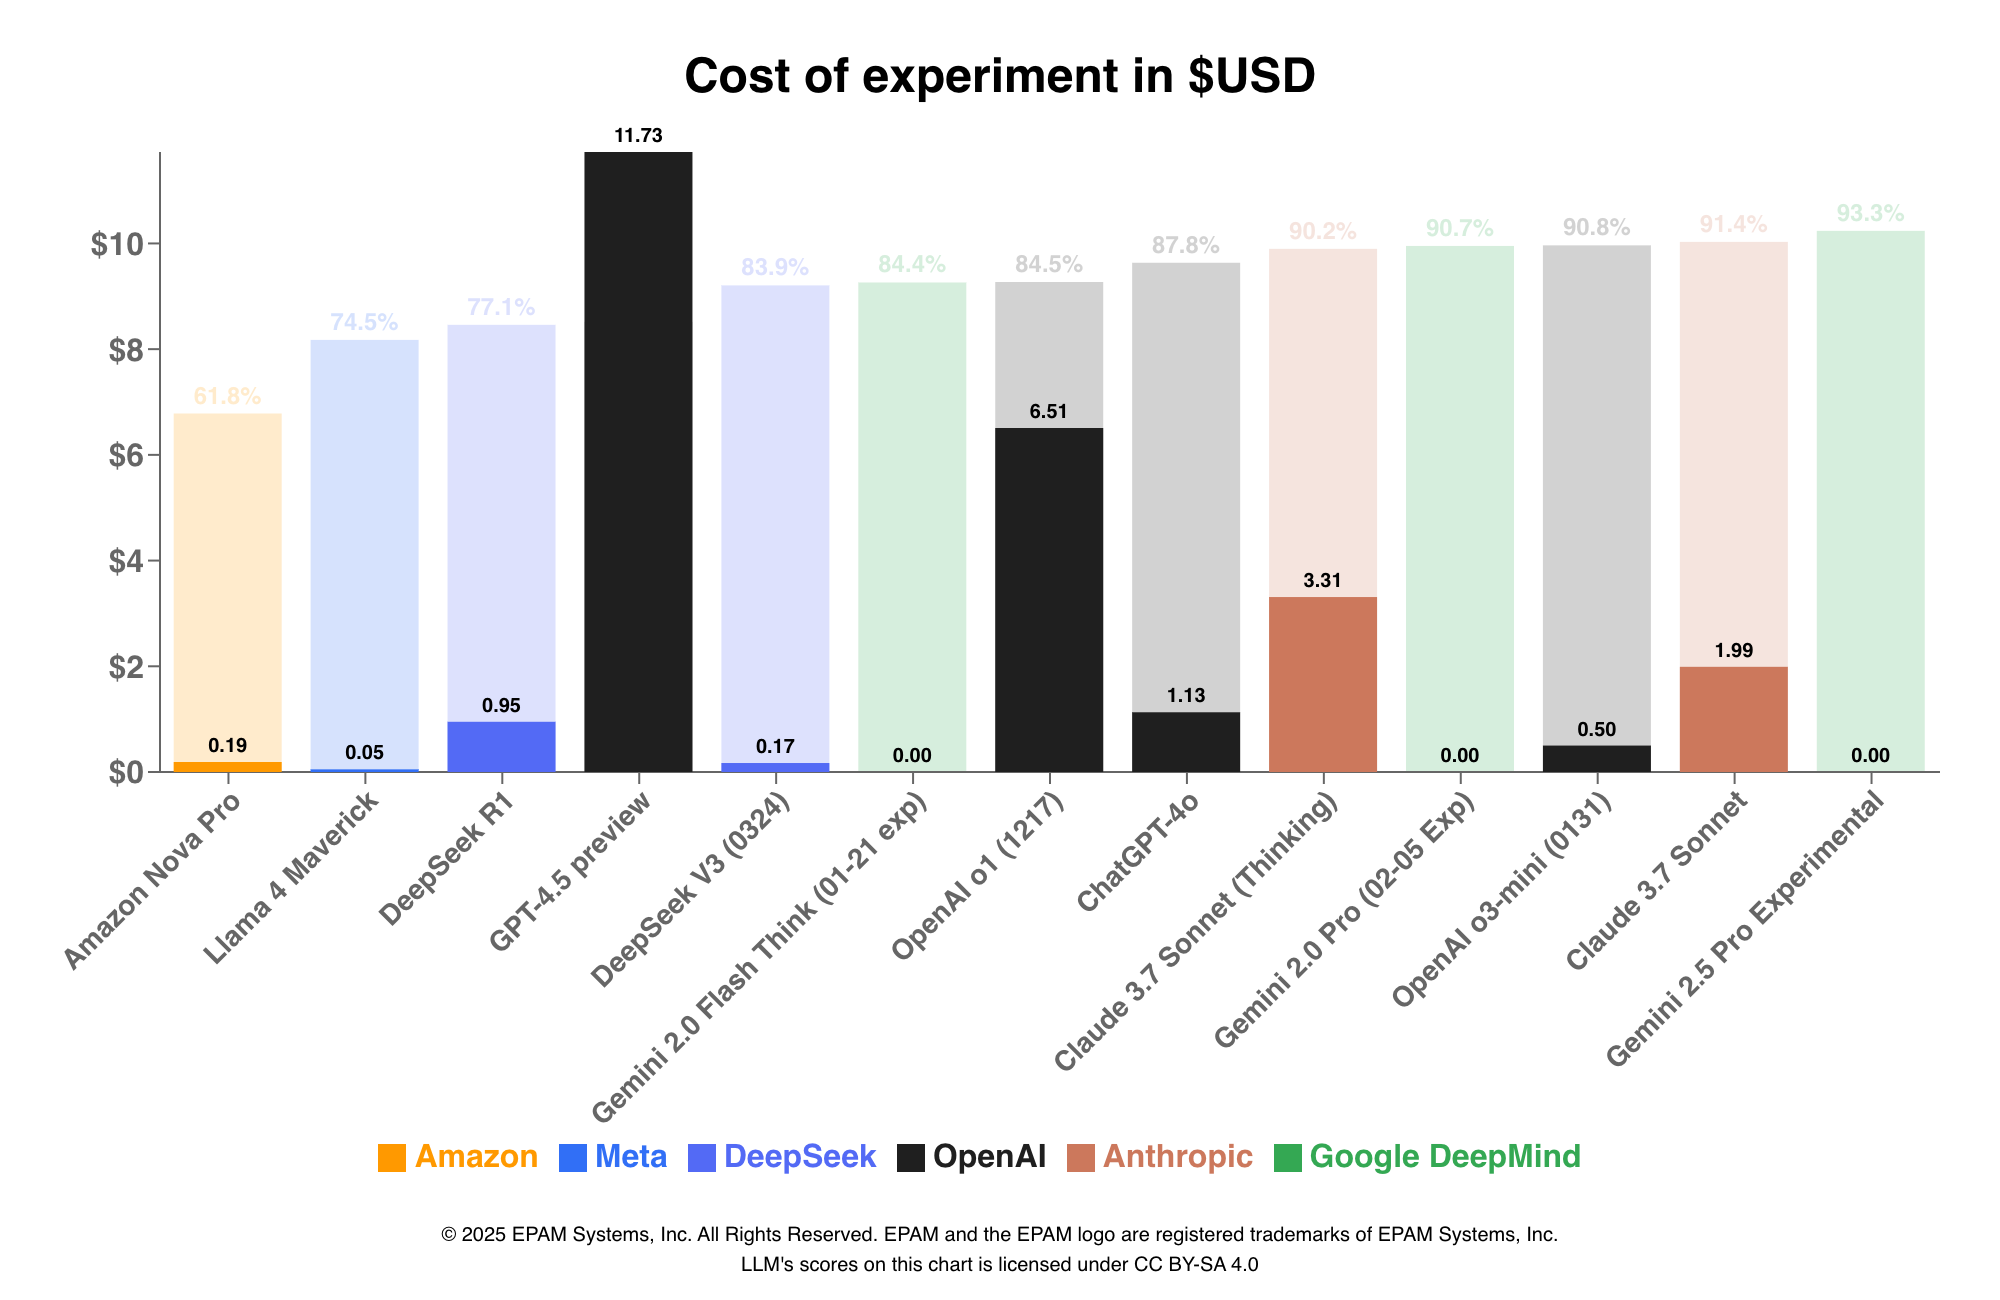 Cost of experiment in $USD
11.73
93.3%
91.4%
90.8%
90.7%
90.2%
87.8%
84.5%
84.4%
83.9%
77.1%
74.5%
61.8%
$10
$8
$6
$4
$2
$0
0.19
0.05
0.95
0.17
0.00
6.51
1.13
3.31
0.00
0.50
1.99
0.00
Amazon Nova Pro
Llama 4 Maverick
DeepSeek R1
GPT-4.5 preview
DeepSeek V3 (0324)
Gemini 2.0 Flash Think (01-21 exp)
OpenAI o1 (1217)
ChatGPT-4o
Claude 3.7 Sonnet (Thinking)
Gemini 2.0 Pro (02-05 Exp)
OpenAI o3-mini (0131)
Claude 3.7 Sonnet
Gemini 2.5 Pro Experimental
Amazon Meta DeepSeek OpenAI Anthropic Google DeepMind
© 2025 EPAM Systems, Inc. All Rights Reserved. EPAM and the EPAM logo are registered trademarks of EPAM Systems, Inc.
LLM's scores on this chart is licensed under CC BY-SA 4.0